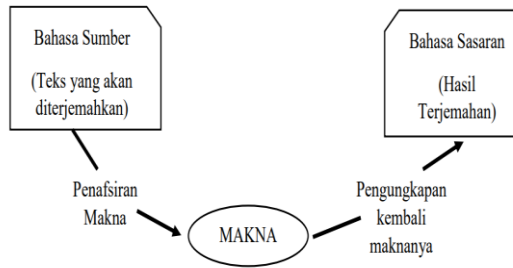 Bahasa Sumber
(Teks yang akan
diterjemahkan)
Penafsiran
Makna
MAKNA
Pengungkapan
kembali
maknanya
Bahasa Sasaran
(Hasil
Terjemahan)